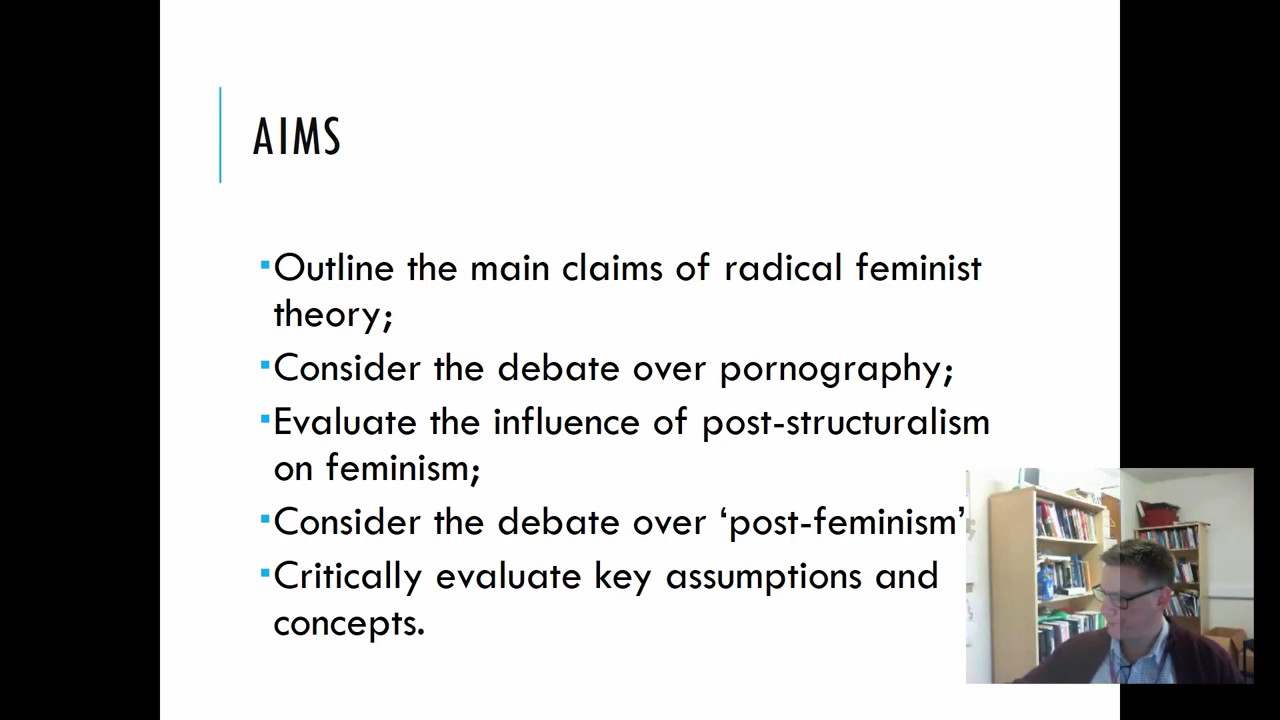 AIMS
Outline the main claims of radical feminist
theory;
Consider the debate over pornography;
Evaluate the influence of post-structuralism
on feminism;
Consider the debate over ‘post-feminism’
Critically evaluate key assumptions and
concepts.